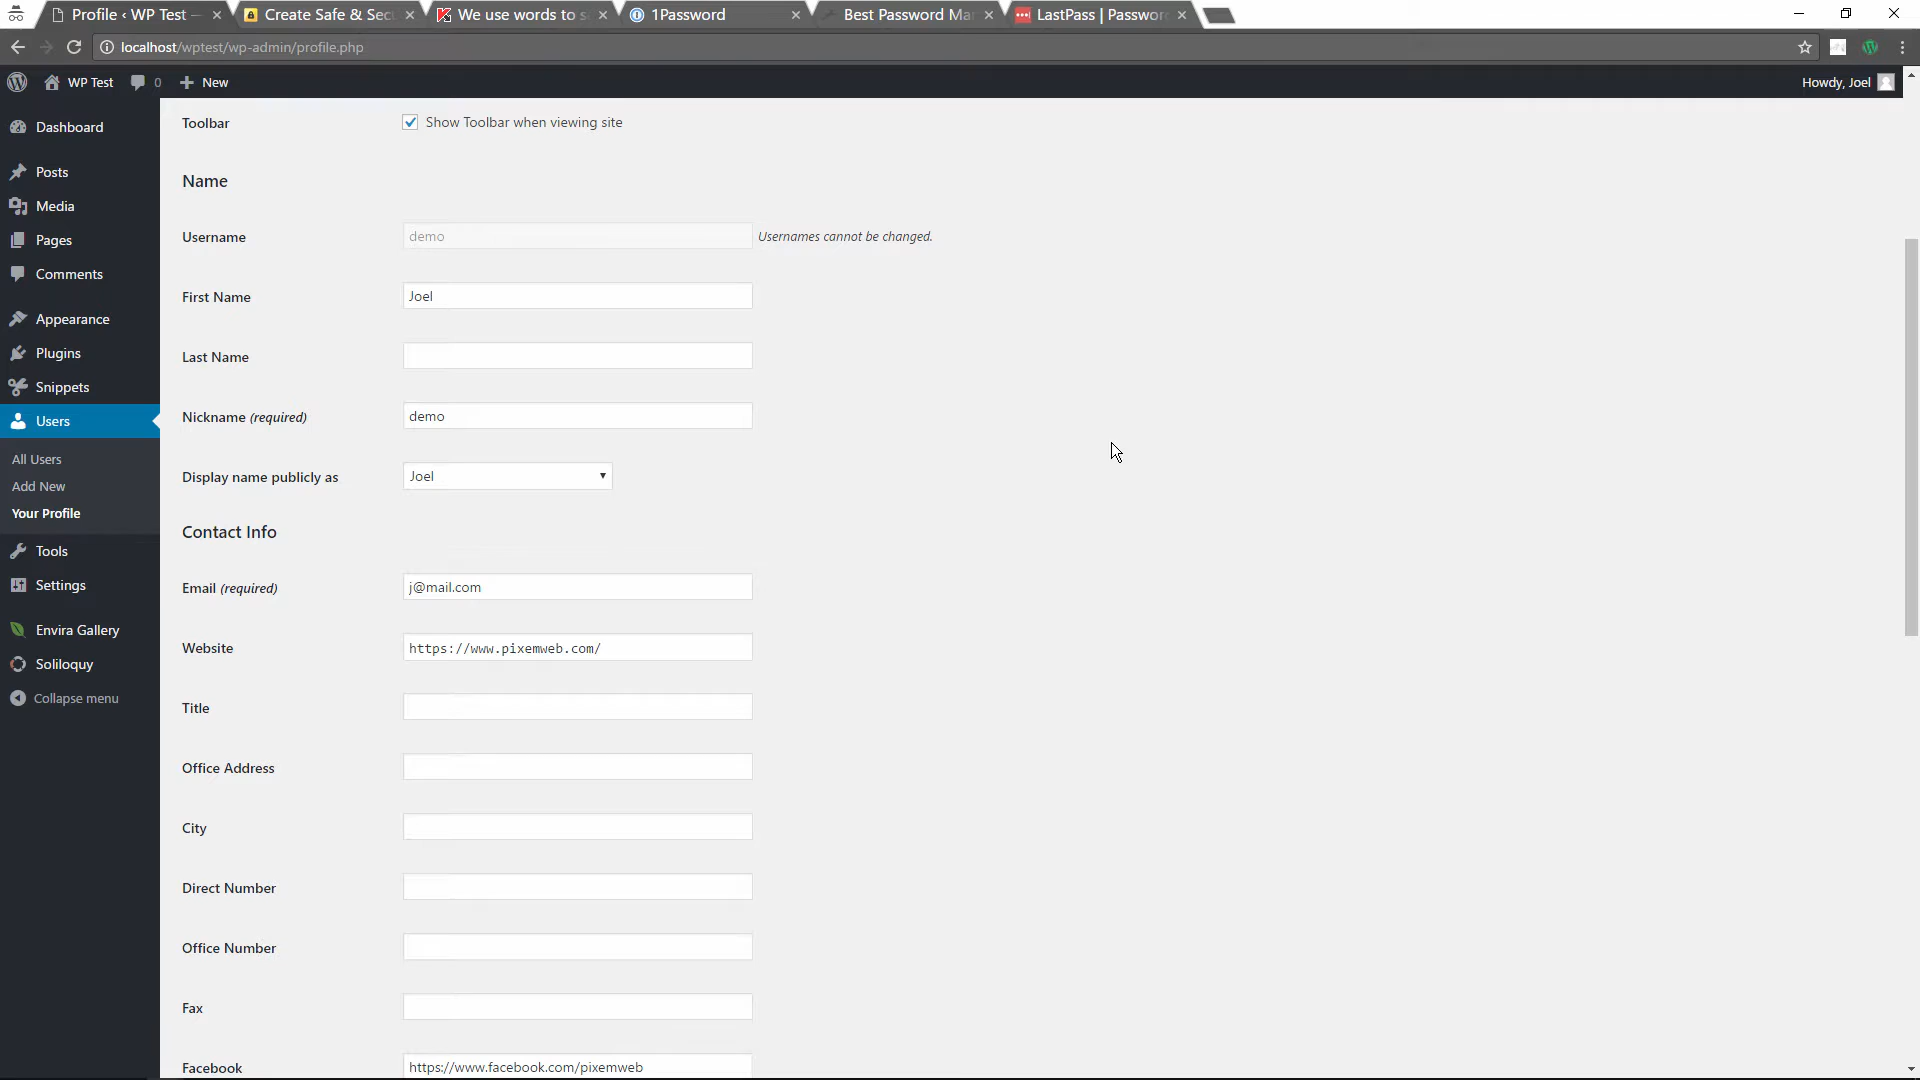 Profile ‹ WP Test —
Create Safe & Sec
We use words to s
1Password
Best Password Ma
LastPass | Passwor
localhost/wptest/wp-admin/profile.php
WP Test
0
New
Howdy, Joel
Dashboard
Posts
Media
Pages
Comments
Appearance
Plugins
Snippets
Users
All Users
Add New
Your Profile
Tools
Settings
Envira Gallery
Soliloquy
Collapse menu
Toolbar
Show Toolbar when viewing site
Name
Username
demo
Usernames cannot be changed.
First Name
Joel
Last Name
Nickname (required)
demo
Display name publicly as
Joel
Contact Info
Email (required)
j@mail.com
Website
https://www.pixemweb.com/
Title
Office Address
City
Direct Number
Office Number
Fax
Facebook
https://www.facebook.com/pixemweb